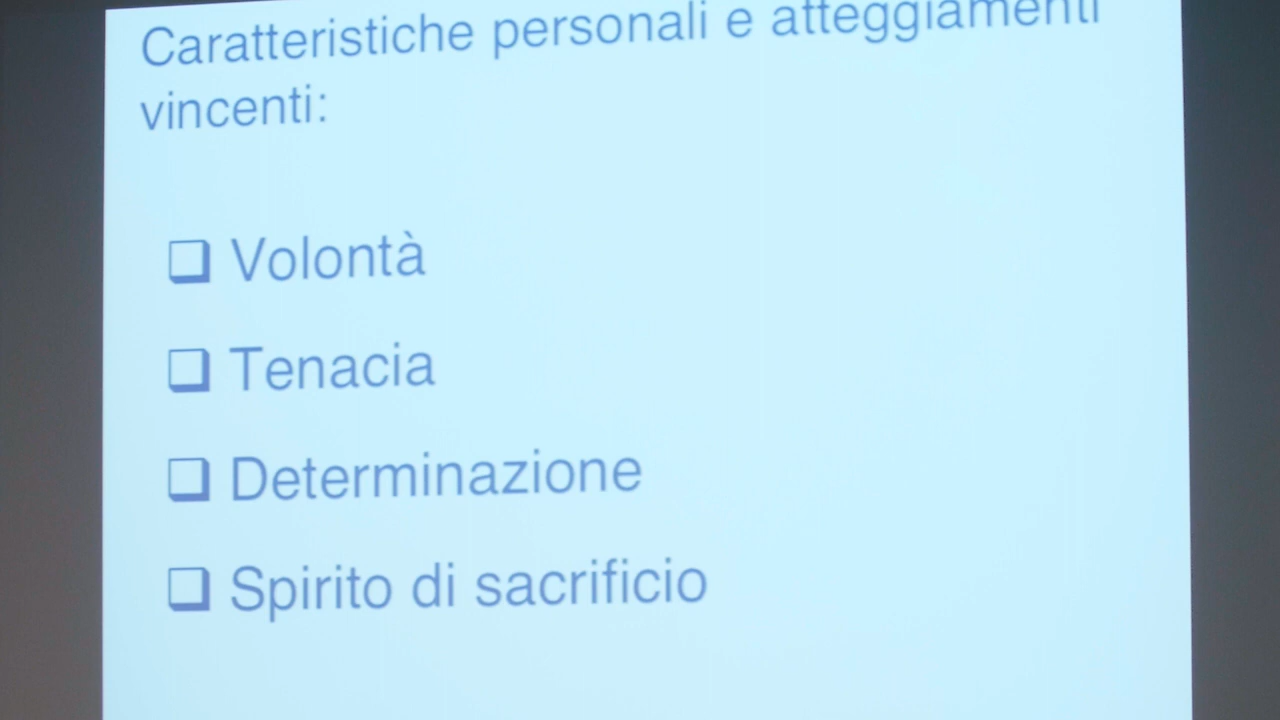 Caratteristiche personali e atteggiamenti
vincenti:
❑ Volontà
❑ Tenacia
❑ Determinazione
❑ Spirito di sacrificio